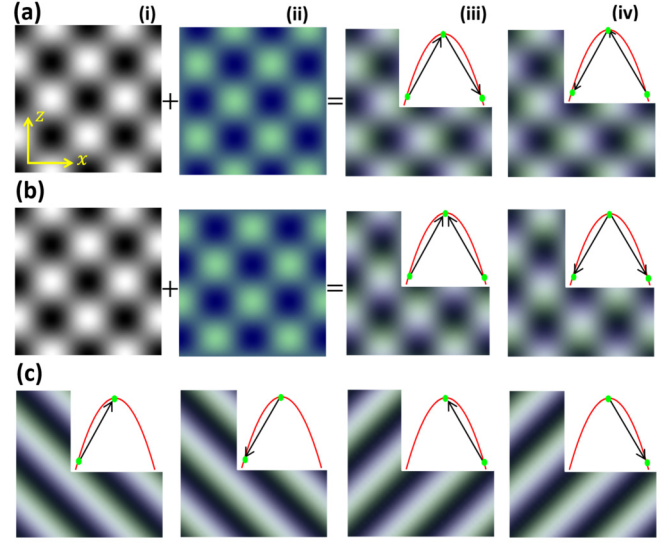 (a) (i) (ii) (iii) (iv)
z
+ =
x
(b)
+ =
(c)